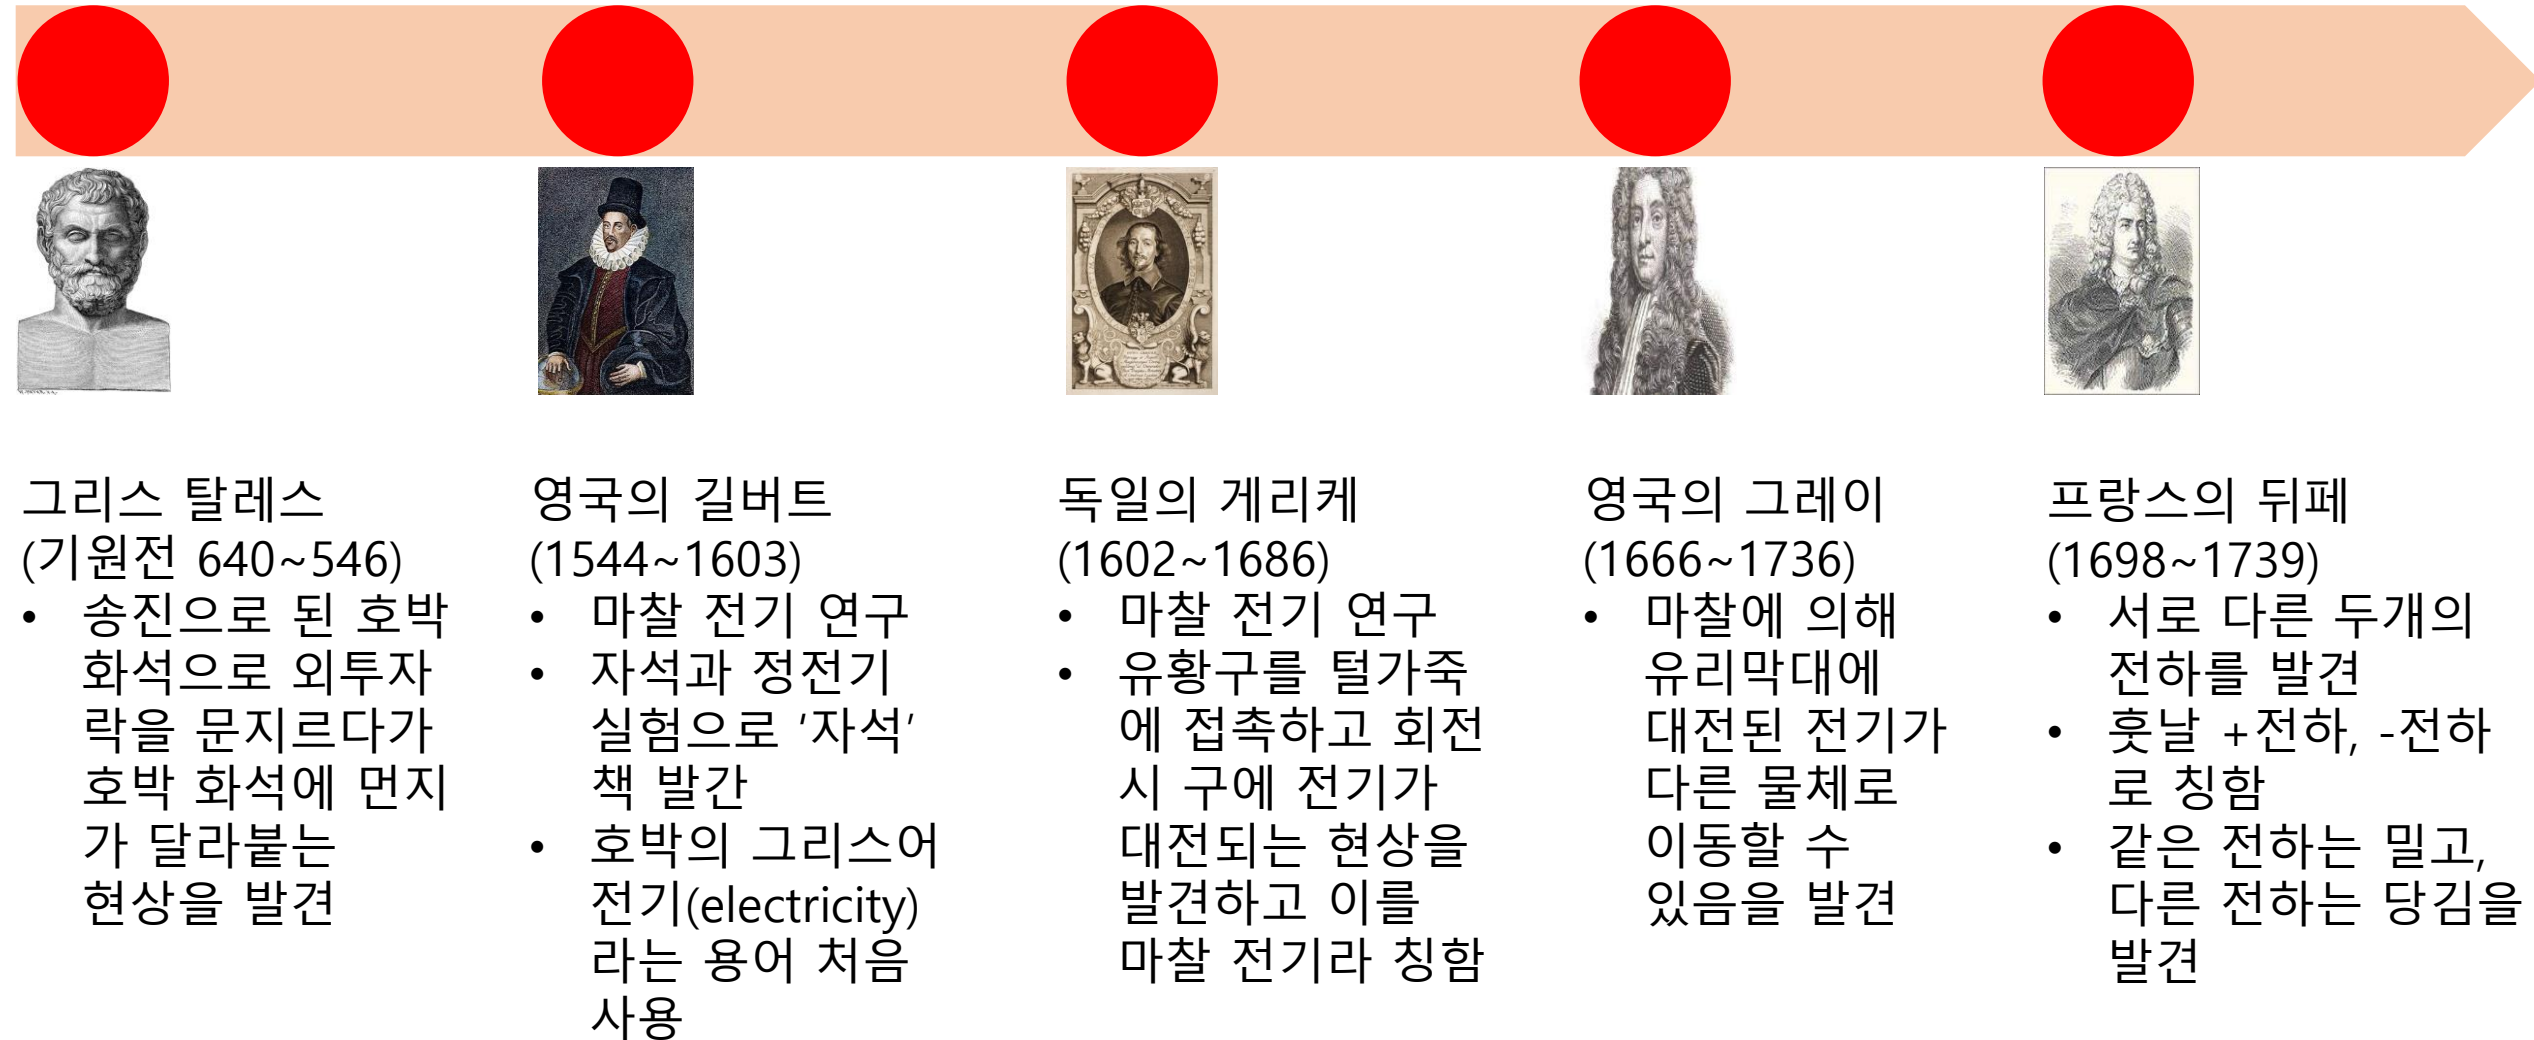 그리스 탈레스
(기원전 640~546)
• 송진으로 된 호박
화석으로 외투자
락을 문지르다가
호박 화석에 먼지
가 달라붙는
현상을 발견
영국의 길버트
(1544~1603)
• 마찰 전기 연구
• 자석과 정전기
실험으로 ‘자석’
책 발간
• 호박의 그리스어
전기(electricity)
라는 용어 처음
사용
독일의 게리케
(1602~1686)
• 마찰 전기 연구
• 유황구를 털가죽
에 접촉하고 회전
시 구에 전기가
대전되는 현상을
발견하고 이를
마찰 전기라 칭함
영국의 그레이
(1666~1736)
• 마찰에 의해
유리막대에
대전된 전기가
다른 물체로
이동할 수
있음을 발견
프랑스의 뒤페
(1698~1739)
• 서로 다른 두개의
전하를 발견
• 훗날 +전하, -전하
로 칭함
• 같은 전하는 밀고,
다른 전하는 당김을
발견